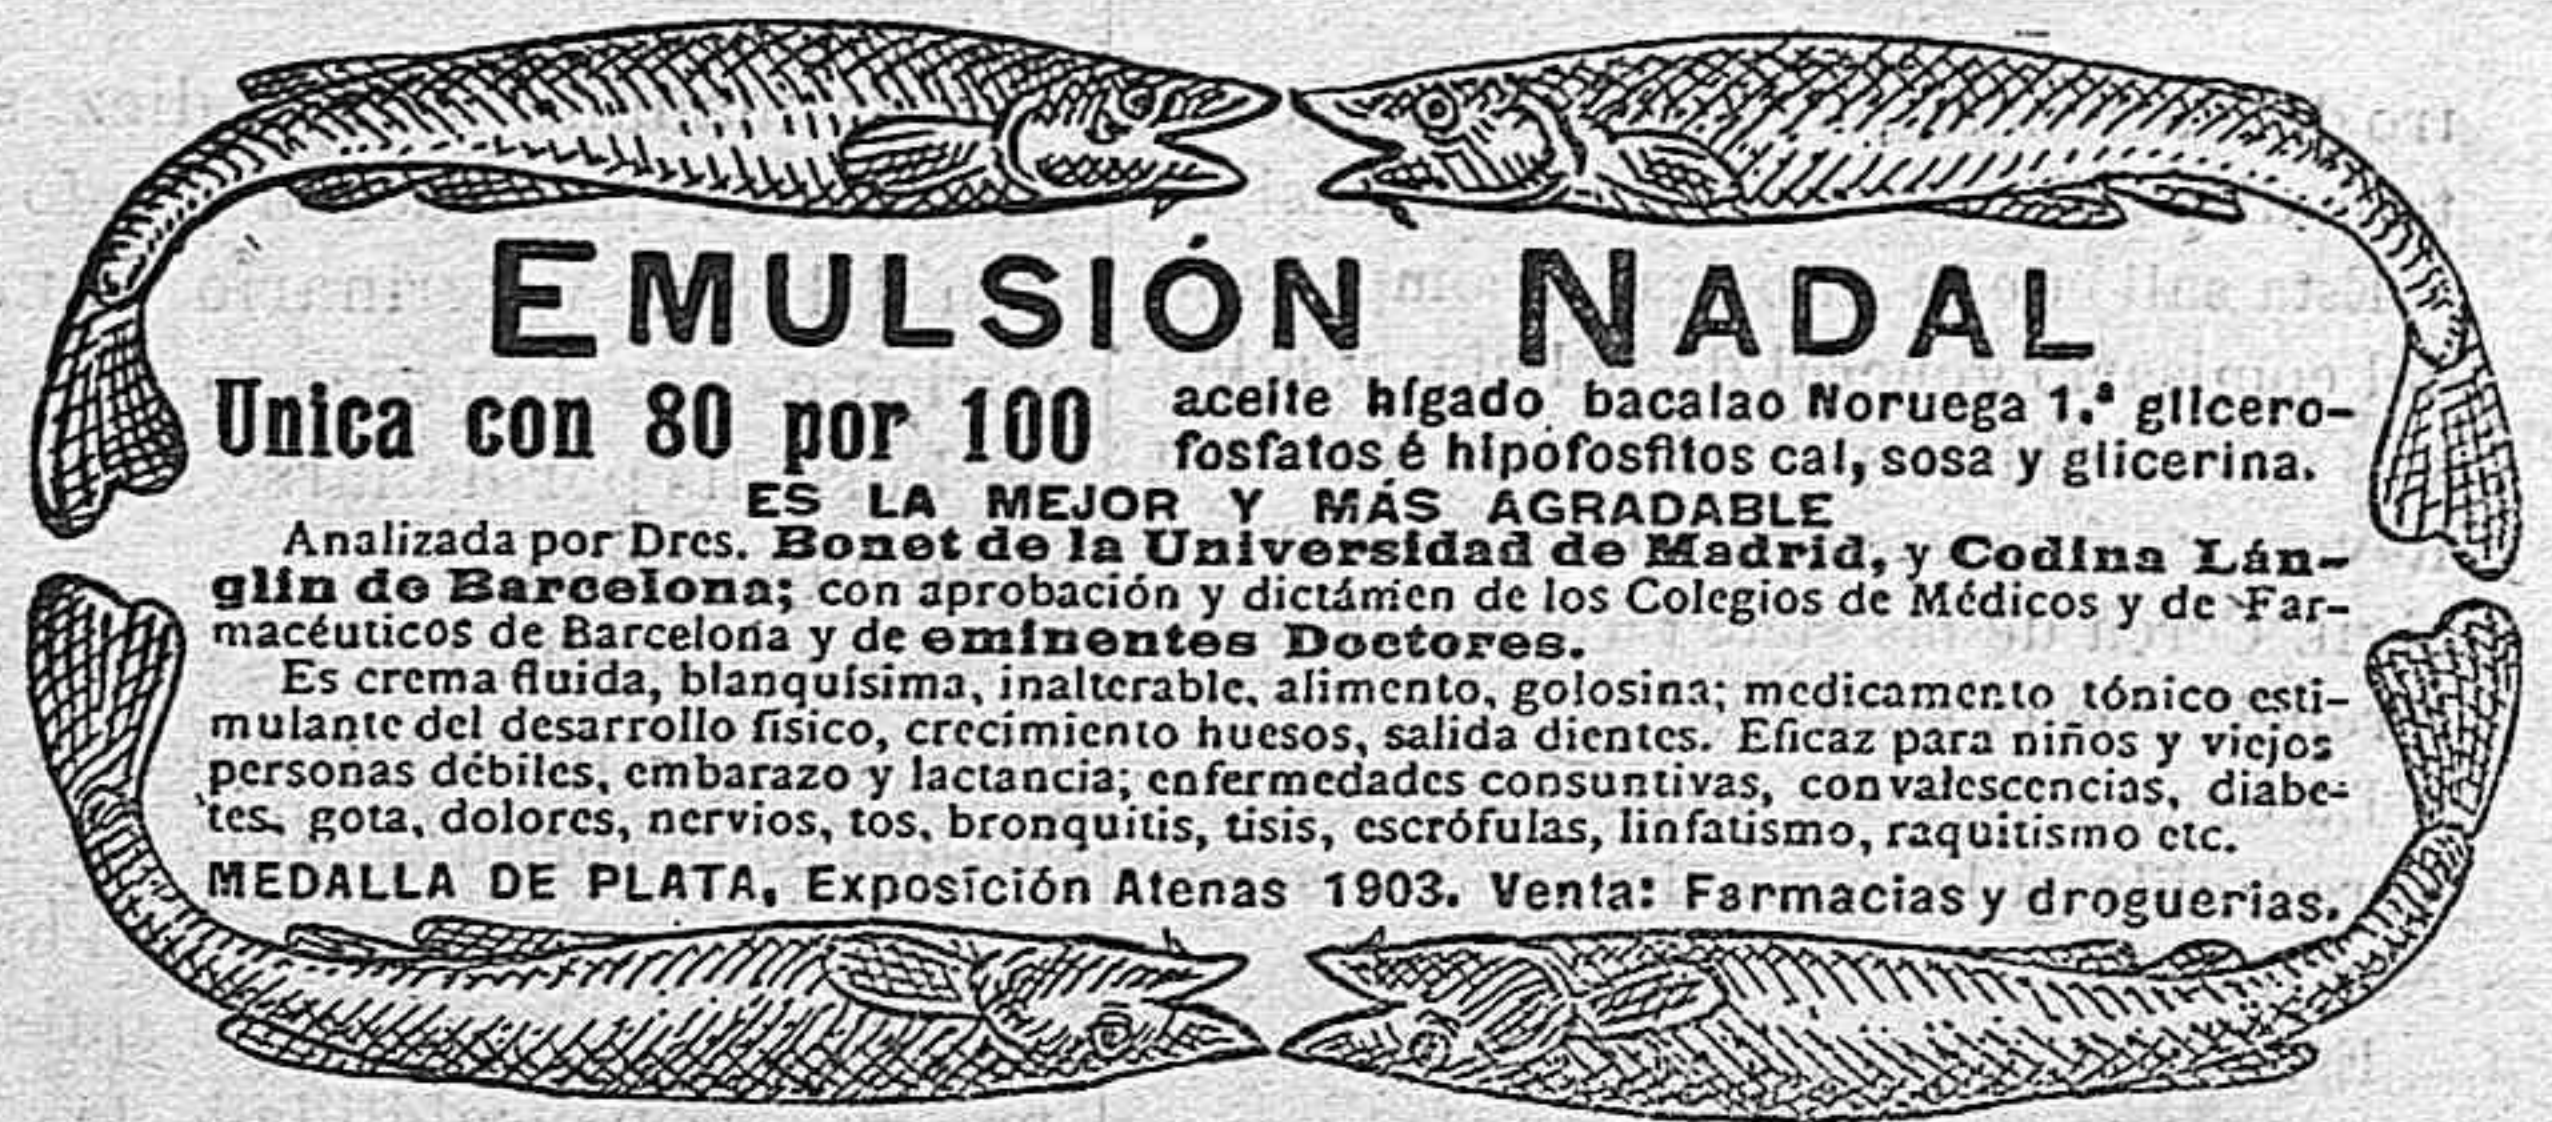 EMULSIÓN NADAL
Unica con 80 por 100 aceite hígado bacalao Noruega 1.ª glicero-
fosfatos é hipofosfitos cal, sosa y glicerina.
ES LA MEJOR Y MÁS AGRADABLE
Analizada por Dres. Bonet de la Universidad de Madrid, y Codina Lán-
glin de Barcelona; con aprobación y dictámen de los Colegios de Médicos y de Far-
macéuticos de Barcelona y de eminentes Doctores.
Es crema fluida, blanquísima, inalterable, alimento, golosina; medicamento tónico esti-
mulante del desarrollo físico, crecimiento huesos, salida dientes. Eficaz para niños y viejos
personas débiles, embarazo y lactancia; enfermedades consuntivas, convalescencias, diabe-
tes, gota, dolores, nervios, tos, bronquitis, tisis, escrófulas, linfatismo, raquitismo etc.
MEDALLA DE PLATA, Exposición Atenas 1903. Venta: Farmacias y droguerias.